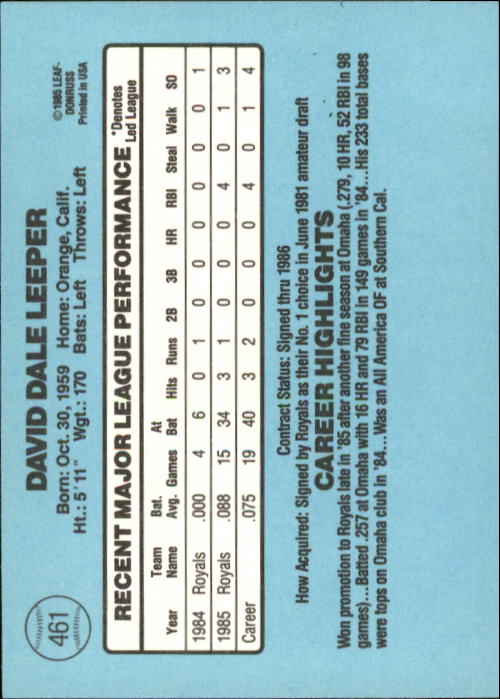 461
DAVID DALE LEEPER
©1985 LEAF-
DONRUSS
Printed in USA
Born: Oct. 30, 1959 Home: Orange, Calif.
Ht.: 5'11" Wgt.: 170 Bats: Left Throws: Left
RECENT MAJOR LEAGUE PERFORMANCE *Denotes Led League
Team Bat. At
Year Name Avg. Games Bat Hits Runs 2B 3B HR RBI Steal Walk SO
1984 Royals .000 4 6 0 1 0 0 0 0 0 0 1
1985 Royals .088 15 34 3 1 0 0 0 4 0 1 3
Career .075 19 40 3 2 0 0 0 4 0 1 4
Contract Status: Signed thru 1986
How Acquired: Signed by Royals as their No. 1 choice in June 1981 amateur draft
CAREER HIGHLIGHTS
Won promotion to Royals late in '85 after another fine season at Omaha (.279, 10 HR, 52 RBI in 98
games)...Batted .257 at Omaha with 16 HR and 79 RBI in 149 games in '84...His 233 total bases
were tops on Omaha club in '84...Was an All America OF at Southern Cal.